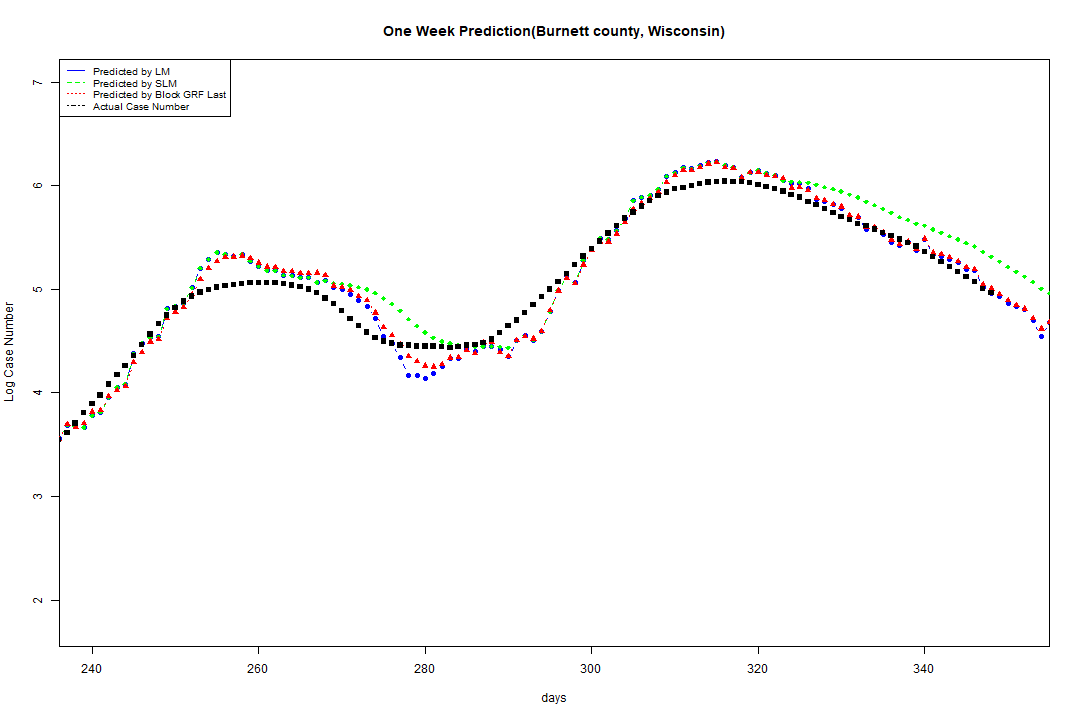 One Week Prediction(Burnett county, Wisconsin)
Predicted by LM
Predicted by SLM
Predicted by Block GRF Last
Actual Case Number
7
6
5
4
3
2
Log Case Number
240 260 280 300 320 340
days